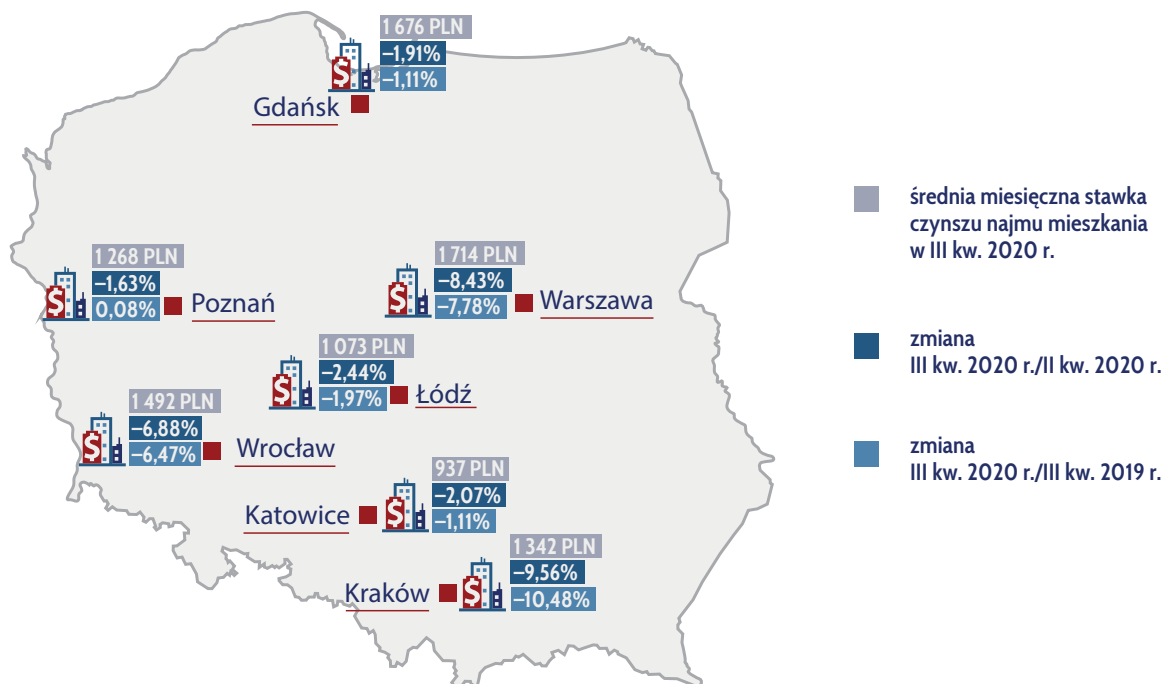 1 676 PLN
–1,91%
–1,11%
Gdańsk
1 268 PLN
–1,63%
0,08%
Poznań
1 714 PLN
–8,43%
–7,78%
Warszawa
1 073 PLN
–2,44%
–1,97%
Łódź
1 492 PLN
–6,88%
–6,47%
Wrocław
937 PLN
–2,07%
–1,11%
Katowice
1 342 PLN
–9,56%
–10,48%
Kraków
średnia miesięczna stawka
czynszu najmu mieszkania
w III kw. 2020 r.
zmiana
III kw. 2020 r./II kw. 2020 r.
zmiana
III kw. 2020 r./III kw. 2019 r.